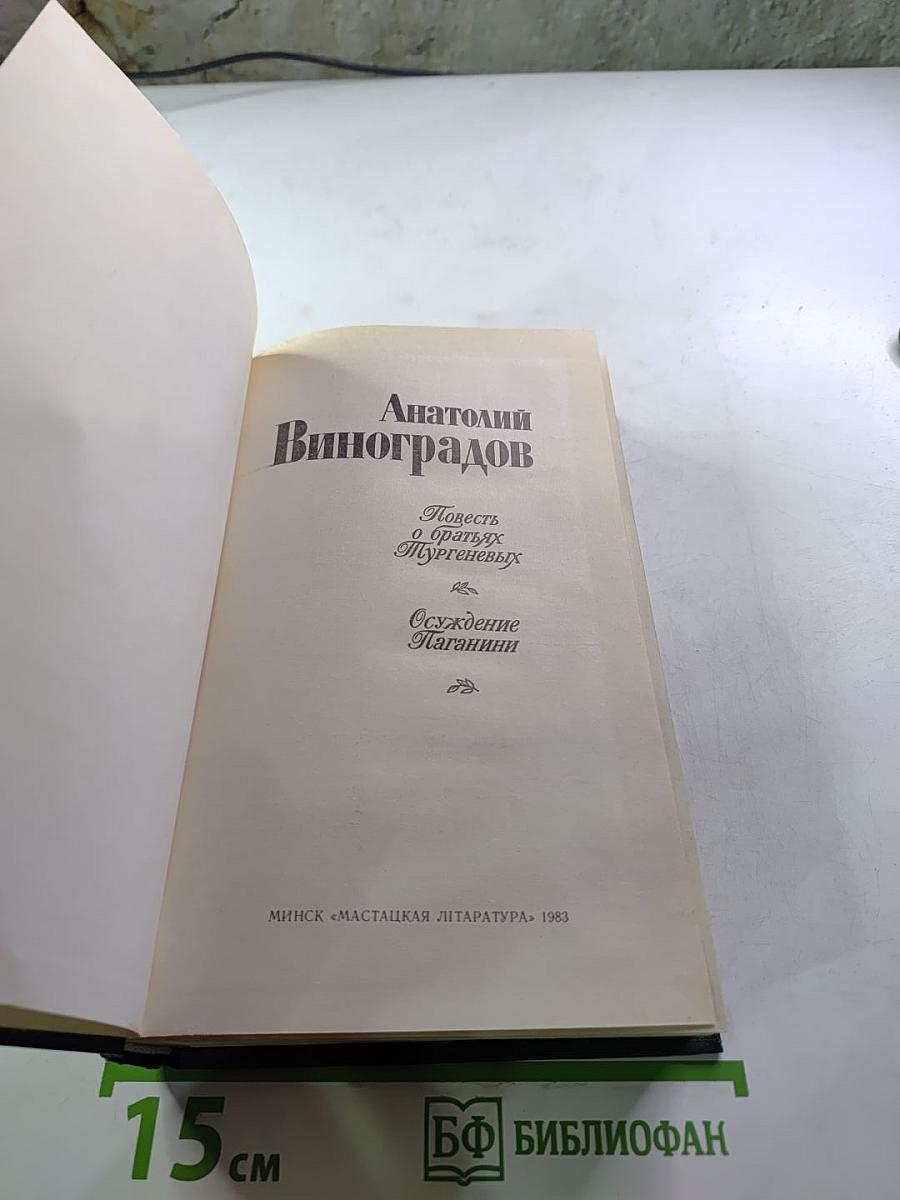 Анатолий
Виноградов
Повесть
о братьях
Тургеневых
Осуждение
Паганини
МИНСК «МАСТАЦКАЯ ЛІТАРАТУРА» 1983
15 см
БФ БИБЛИОФАН